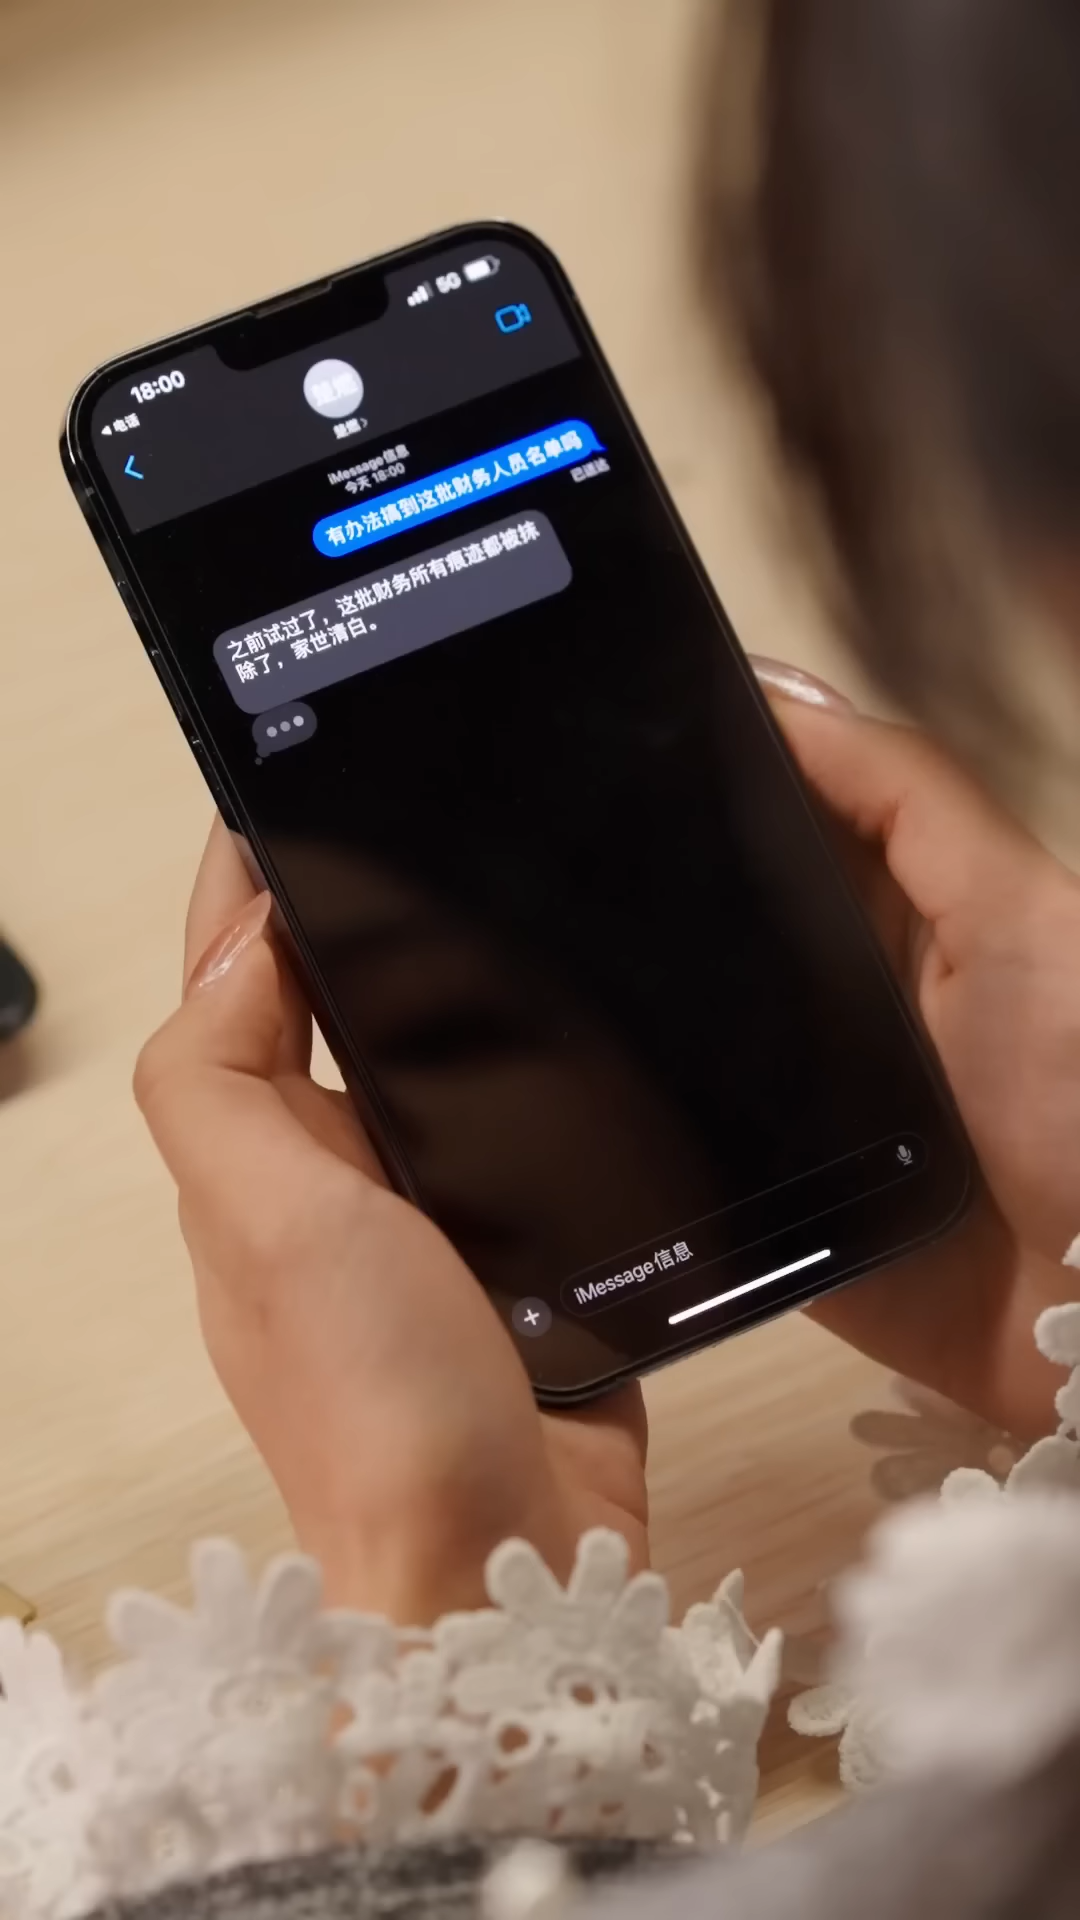 18:00
5G
电话
楚燃
iMessage信息
今天 18:00
有办法搞到这批财务人员名单吗
已送达
之前试过了，这批财务所有痕迹都被抹
除了，家世清白。
iMessage信息